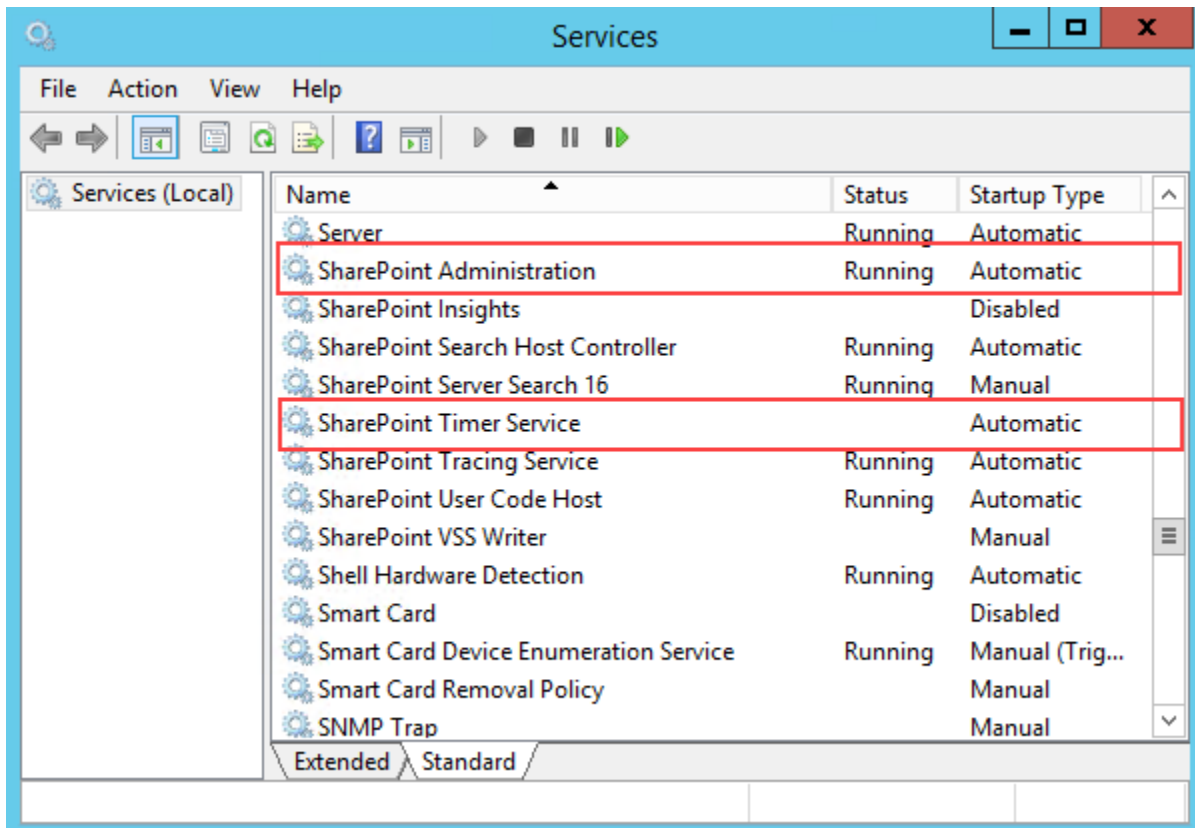 Services
File Action View Help
Services (Local)
Name Status Startup Type
Server Running Automatic
SharePoint Administration Running Automatic
SharePoint Insights Disabled
SharePoint Search Host Controller Running Automatic
SharePoint Server Search 16 Running Manual
SharePoint Timer Service Automatic
SharePoint Tracing Service Running Automatic
SharePoint User Code Host Running Automatic
SharePoint VSS Writer Manual
Shell Hardware Detection Running Automatic
Smart Card Disabled
Smart Card Device Enumeration Service Running Manual (Trig...
Smart Card Removal Policy Manual
SNMP Trap Manual
Extended Standard